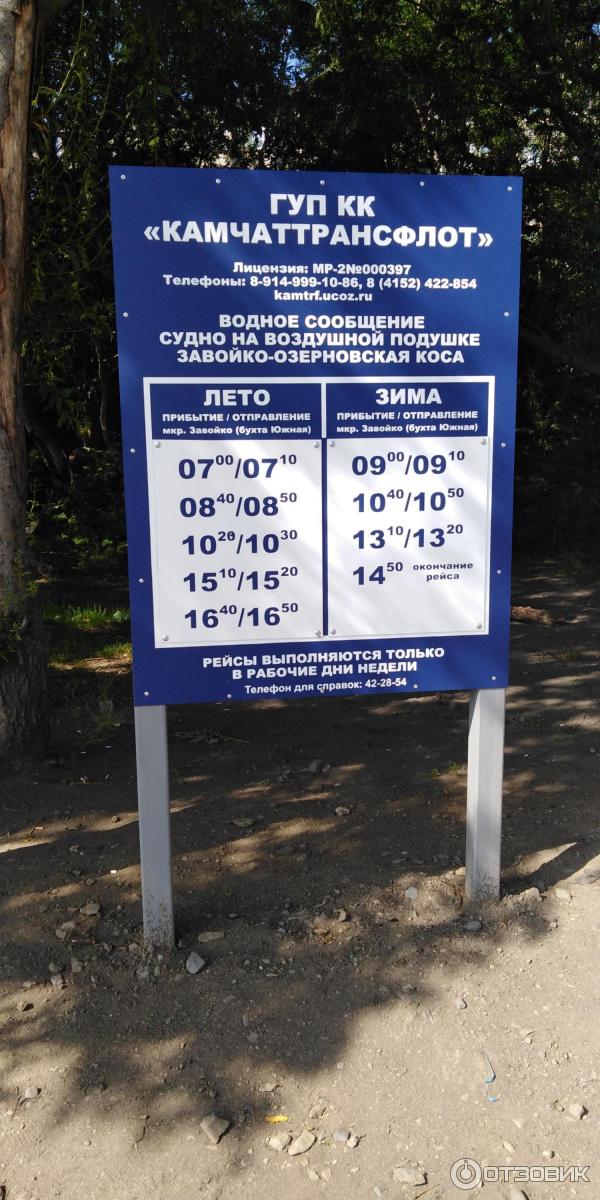 ГУП КК
«КАМЧАТТРАНСФЛОТ»
Лицензия: МР-2№000397
Телефоны: 8-914-999-10-86, 8 (4152) 422-854
kamtrf.ucoz.ru
ВОДНОЕ СООБЩЕНИЕ
СУДНО НА ВОЗДУШНОЙ ПОДУШКЕ
ЗАВОЙКО-ОЗЕРНОВСКАЯ КОСА
ЛЕТО
ПРИБЫТИЕ / ОТПРАВЛЕНИЕ
мкр. Завойко (бухта Южная)
07⁰⁰/07¹⁰
08⁴⁰/08⁵⁰
10²⁰/10³⁰
15¹⁰/15²⁰
16⁴⁰/16⁵⁰
ЗИМА
ПРИБЫТИЕ / ОТПРАВЛЕНИЕ
мкр. Завойко (бухта Южная)
09⁰⁰/09¹⁰
10⁴⁰/10⁵⁰
13¹⁰/13²⁰
14⁵⁰ окончание
рейса
РЕЙСЫ ВЫПОЛНЯЮТСЯ ТОЛЬКО
В РАБОЧИЕ ДНИ НЕДЕЛИ
Телефон для справок: 42-28-54
ОТЗОВИК